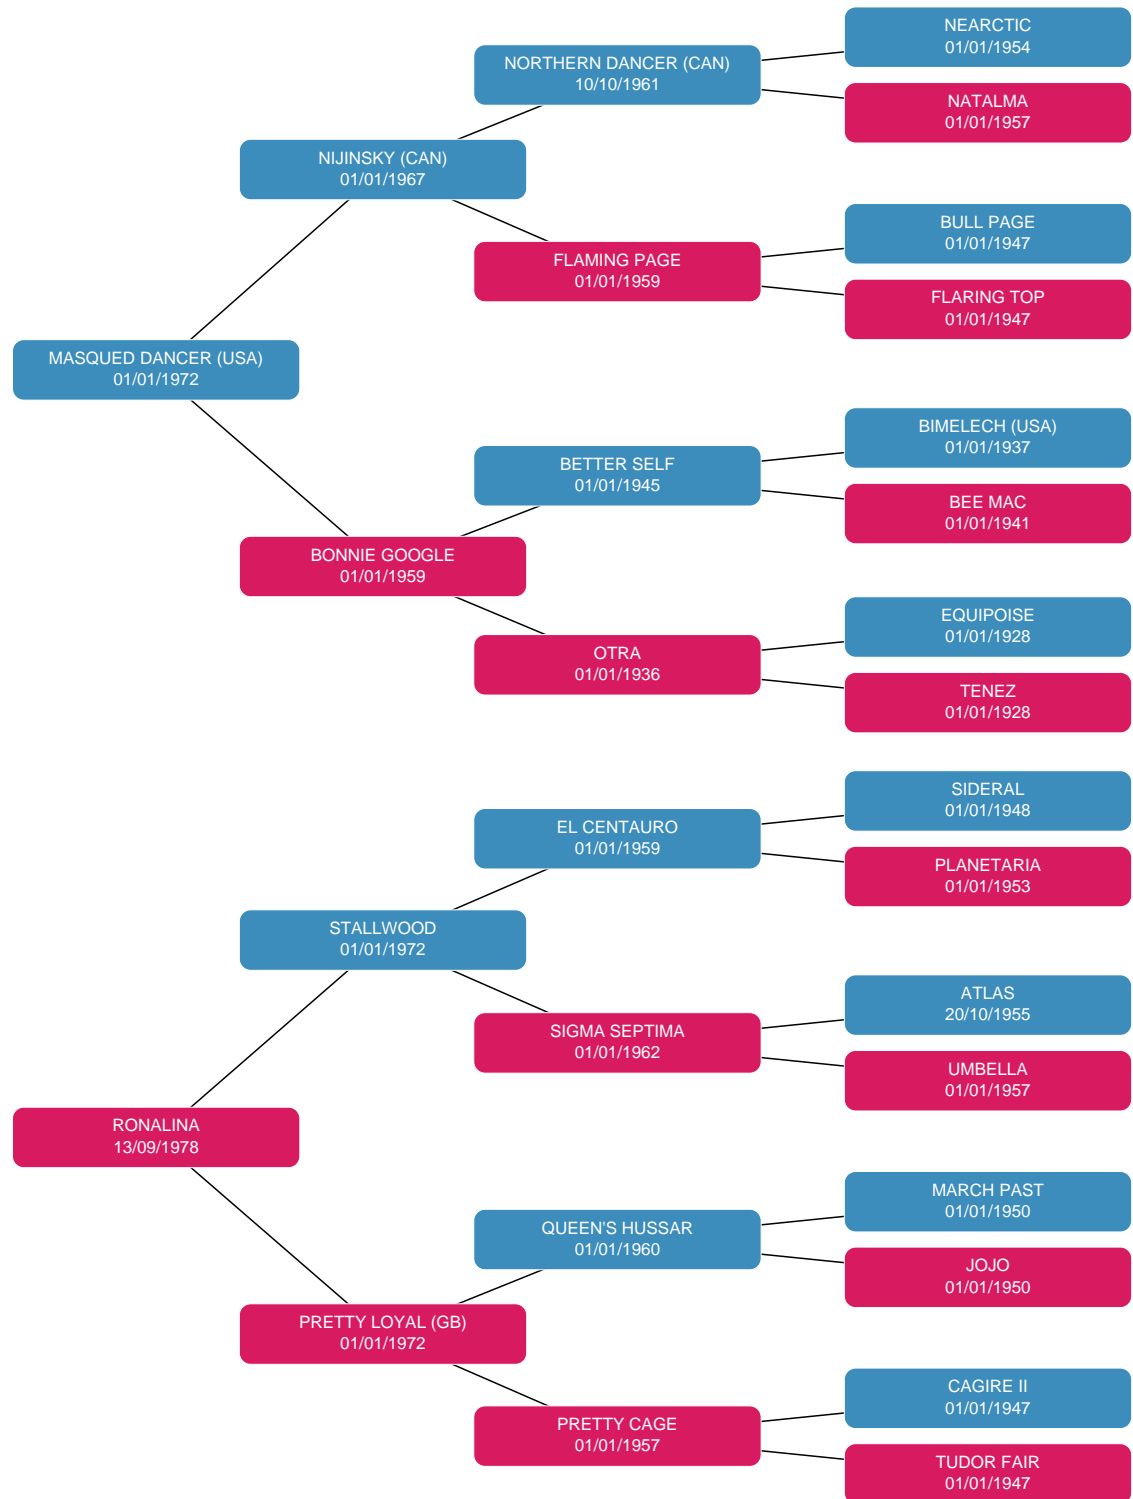 NEARCTIC
01/01/1954
NORTHERN DANCER (CAN)
10/10/1961
NATALMA
01/01/1957
NIJINSKY (CAN)
01/01/1967
BULL PAGE
01/01/1947
FLAMING PAGE
01/01/1959
FLARING TOP
01/01/1947
MASQUED DANCER (USA)
01/01/1972
BIMELECH (USA)
01/01/1937
BETTER SELF
01/01/1945
BEE MAC
01/01/1941
BONNIE GOOGLE
01/01/1959
EQUIPOISE
01/01/1928
OTRA
01/01/1936
TENEZ
01/01/1928
SIDERAL
01/01/1948
EL CENTAURO
01/01/1959
PLANETARIA
01/01/1953
STALLWOOD
01/01/1972
ATLAS
20/10/1955
SIGMA SEPTIMA
01/01/1962
UMBELLA
01/01/1957
RONALINA
13/09/1978
MARCH PAST
01/01/1950
QUEEN'S HUSSAR
01/01/1960
JOJO
01/01/1950
PRETTY LOYAL (GB)
01/01/1972
CAGIRE II
01/01/1947
PRETTY CAGE
01/01/1957
TUDOR FAIR
01/01/1947